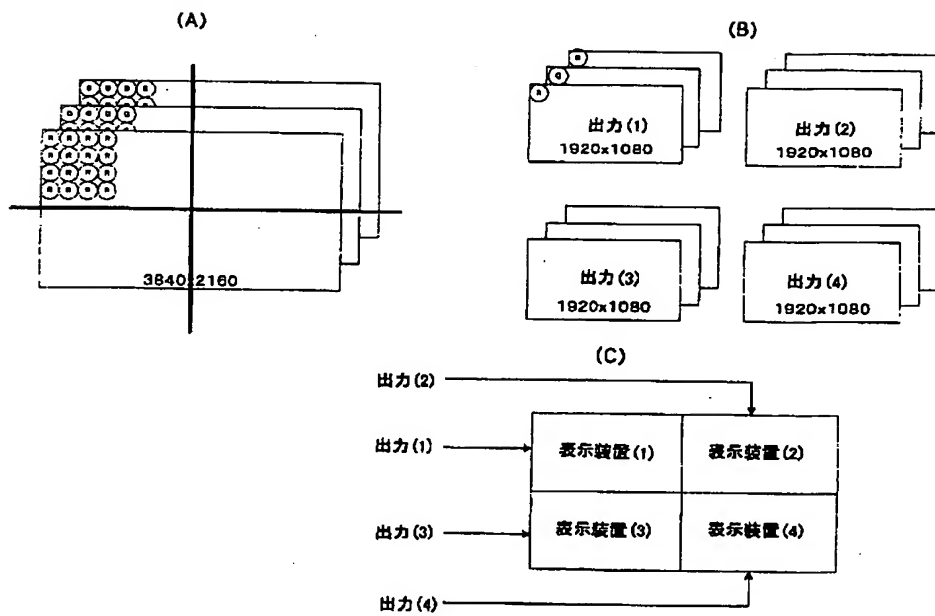 (A)
3840x2160
(B)
出力(1)
1920x1080
出力(2)
1920x1080
出力(3)
1920x1080
出力(4)
1920x1080
(C)
出力(2)
出力(1)
表示装置(1)
表示装置(2)
出力(3)
表示装置(3)
表示装置(4)
出力(4)